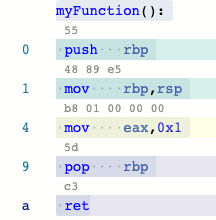 myFunction():
55
0 push rbp
48 89 e5
1 mov rbp,rsp
b8 01 00 00 00
4 mov eax,0x1
5d
9 pop rbp
c3
a ret